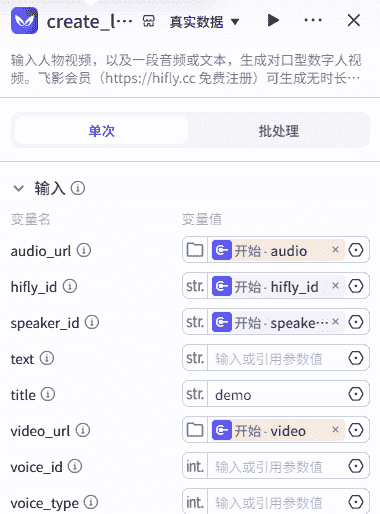 create_l… 真实数据
输入人物视频，以及一段音频或文本，生成对口型数字人视
频。飞影会员（https://hifly.cc 免费注册）可生成无时长…
单次 批处理
输入
变量名 变量值
audio_url 开始 - audio
hifly_id str. 开始 - hifly_id
speaker_id str. 开始 - speake…
text str. 输入或引用参数值
title str. demo
video_url 开始 - video
voice_id int. 输入或引用参数值
voice_type int. 输入或引用参数值